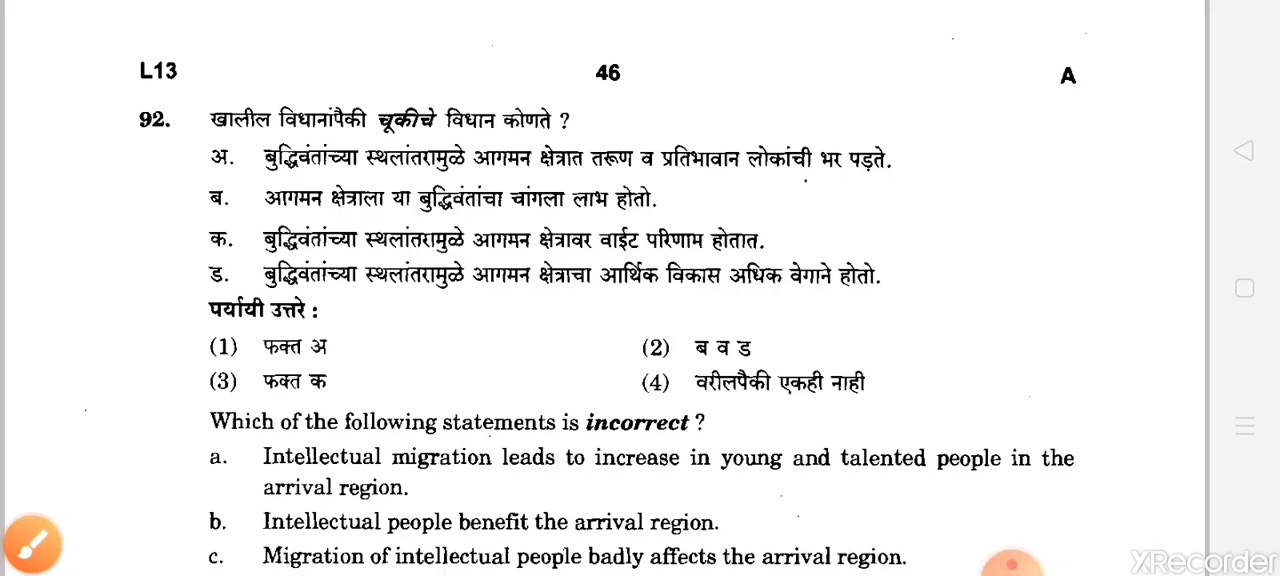 L13 46 A
92. खालील विधानांपैकी चूकीचे विधान कोणते ?
अ. बुद्धिवंतांच्या स्थलांतरामुळे आगमन क्षेत्रात तरूण व प्रतिभावान लोकांची भर पड़ते.
ब. आगमन क्षेत्राला या बुद्धिवंतांचा चांगला लाभ होतो.
क. बुद्धिवंतांच्या स्थलांतरामुळे आगमन क्षेत्रावर वाईट परिणाम होतात.
ड. बुद्धिवंतांच्या स्थलांतरामुळे आगमन क्षेत्राचा आर्थिक विकास अधिक वेगाने होतो.
पर्यायी उत्तरे :
(1) फक्त अ (2) ब व ड
(3) फक्त क (4) वरीलपैकी एकही नाही
Which of the following statements is incorrect ?
a. Intellectual migration leads to increase in young and talented people in the
arrival region.
b. Intellectual people benefit the arrival region.
c. Migration of intellectual people badly affects the arrival region.
XRecorder